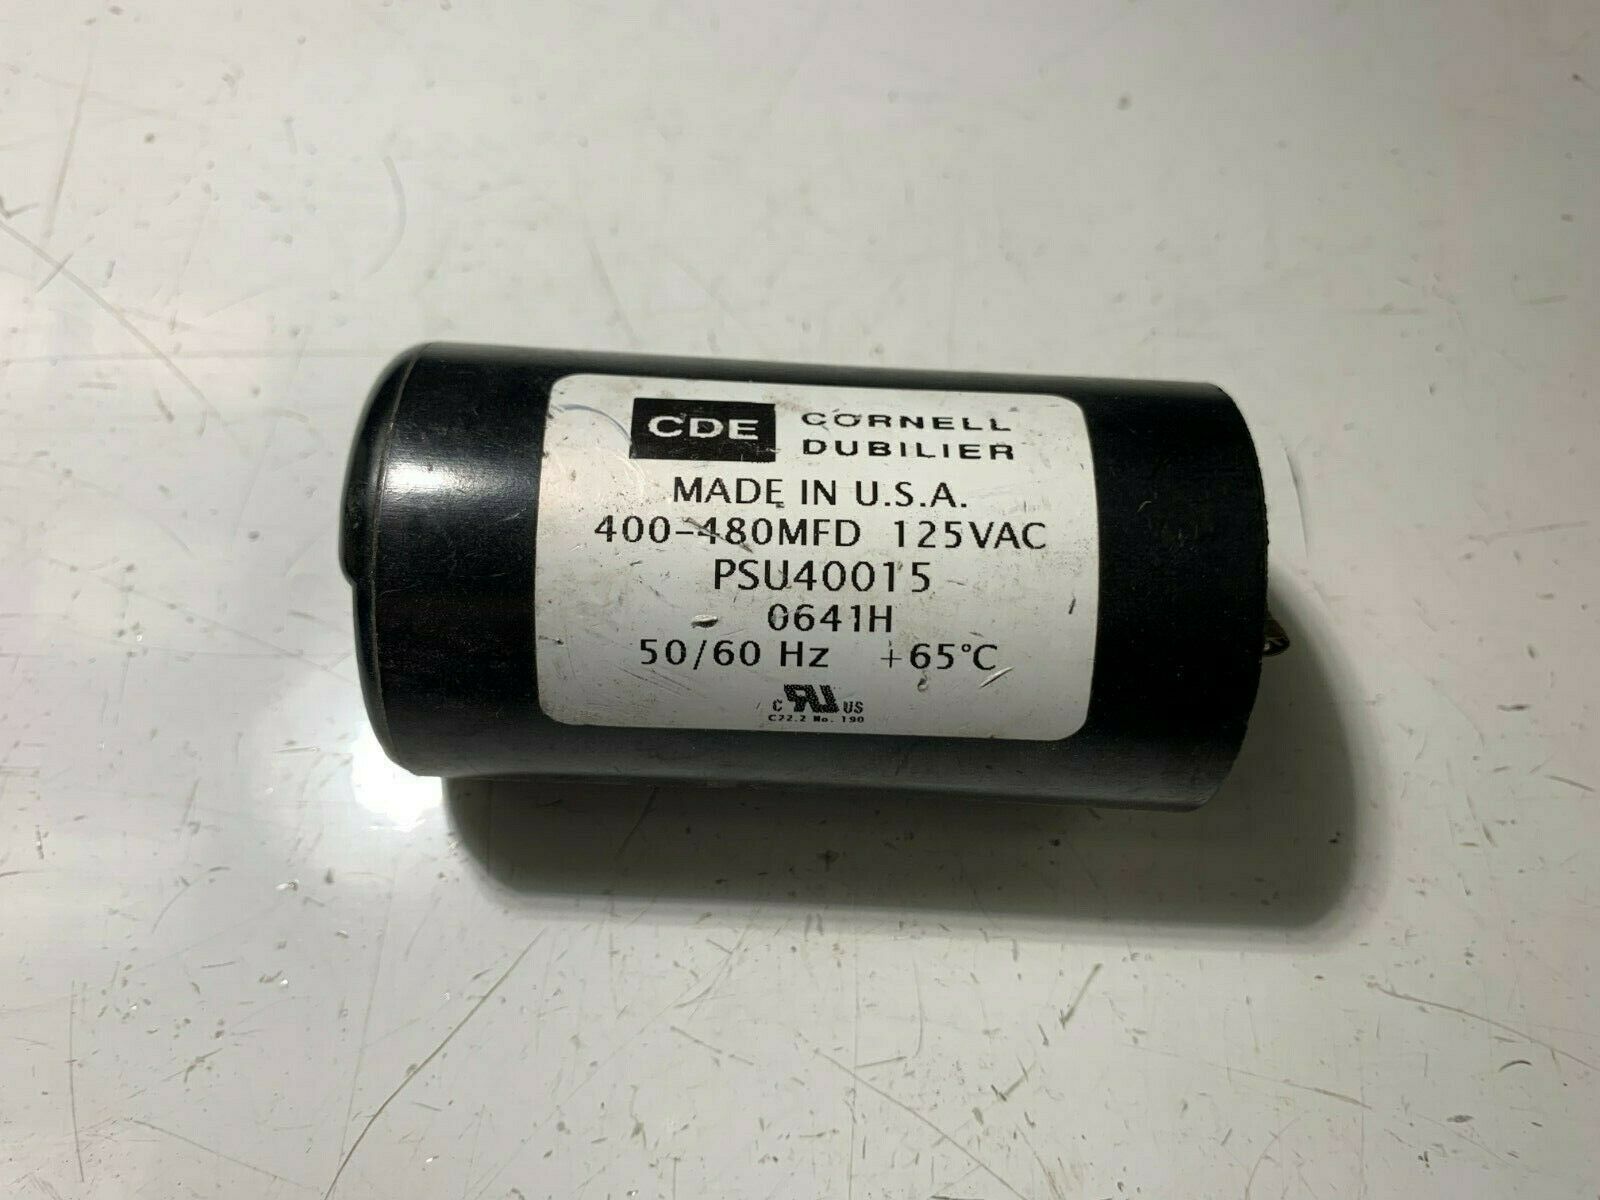 CDE CORNELL
DUBILIER
MADE IN U.S.A.
400-480MFD 125VAC
PSU40015
0641H
50/60 Hz +65°C
C RU US
C22.2 No. 190